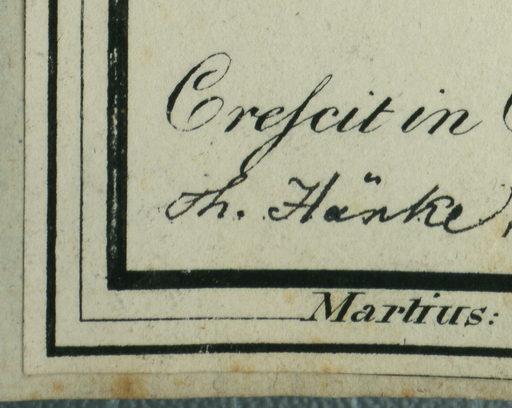 Creſcit in
Th. Hänke
Martius: